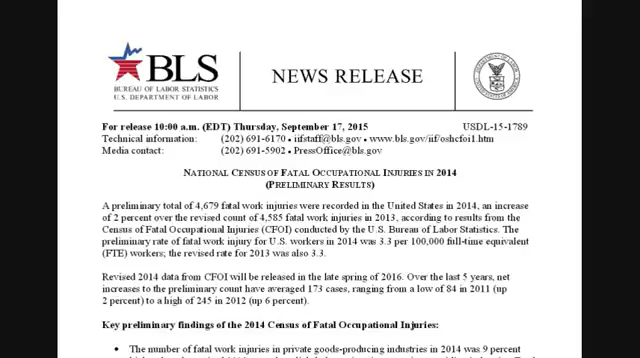 BLS
NEWS RELEASE
BUREAU OF LABOR STATISTICS
U.S. DEPARTMENT OF LABOR
For release 10:00 a.m. (EDT) Thursday, September 17, 2015 USDL-15-1789
Technical information: (202) 691-6170 • iifstaff@bls.gov • www.bls.gov/iif/oshcfoi1.htm
Media contact: (202) 691-5902 • PressOffice@bls.gov
NATIONAL CENSUS OF FATAL OCCUPATIONAL INJURIES IN 2014
(PRELIMINARY RESULTS)
A preliminary total of 4,679 fatal work injuries were recorded in the United States in 2014, an increase
of 2 percent over the revised count of 4,585 fatal work injuries in 2013, according to results from the
Census of Fatal Occupational Injuries (CFOI) conducted by the U.S. Bureau of Labor Statistics. The
preliminary rate of fatal work injury for U.S. workers in 2014 was 3.3 per 100,000 full-time equivalent
(FTE) workers; the revised rate for 2013 was also 3.3.
Revised 2014 data from CFOI will be released in the late spring of 2016. Over the last 5 years, net
increases to the preliminary count have averaged 173 cases, ranging from a low of 84 in 2011 (up
2 percent) to a high of 245 in 2012 (up 6 percent).
Key preliminary findings of the 2014 Census of Fatal Occupational Injuries:
• The number of fatal work injuries in private goods-producing industries in 2014 was 9 percent